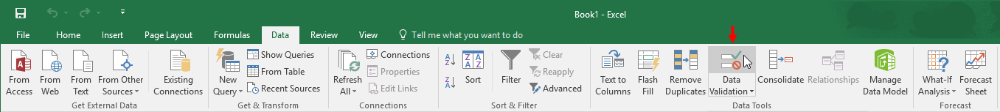 Book1 - Excel
File Home Insert Page Layout Formulas Data Review View Tell me what you want to do
From Access
From Web
From Text
From Other Sources
Existing Connections
Get External Data
New Query
Show Queries
From Table
Recent Sources
Get & Transform
Refresh All
Connections
Properties
Edit Links
Connections
A
Z
Z
A
Z A
A Z
Sort
Filter
Clear
Reapply
Advanced
Sort & Filter
Text to Columns
Flash Fill
Remove Duplicates
Data Validation
Consolidate
Relationships
Manage Data Model
Data Tools
What-If Analysis
Forecast Sheet
Forecast